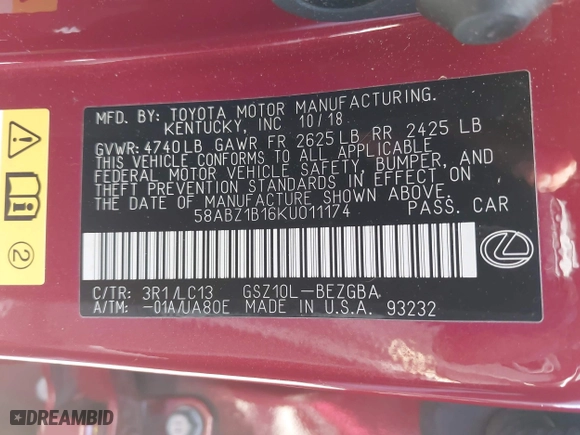 MFD. BY: TOYOTA MOTOR MANUFACTURING.
KENTUCKY, INC 10/18
GVWR: 4740LB GAWR FR 2625LB RR 2425LB
THIS VEHICLE CONFORMS TO ALL APPLICABLE
FEDERAL MOTOR VEHICLE SAFETY, BUMPER, AND
THEFT PREVENTION STANDARDS IN EFFECT ON
THE DATE OF MANUFACTURE SHOWN ABOVE.
58ABZ1B16KU011174 PASS. CAR
C/TR: 3R1/LC13 GSZ10L-BEZGBA
A/TM: -01A/UA80E MADE IN U.S.A. 93232
2
DREAMBID